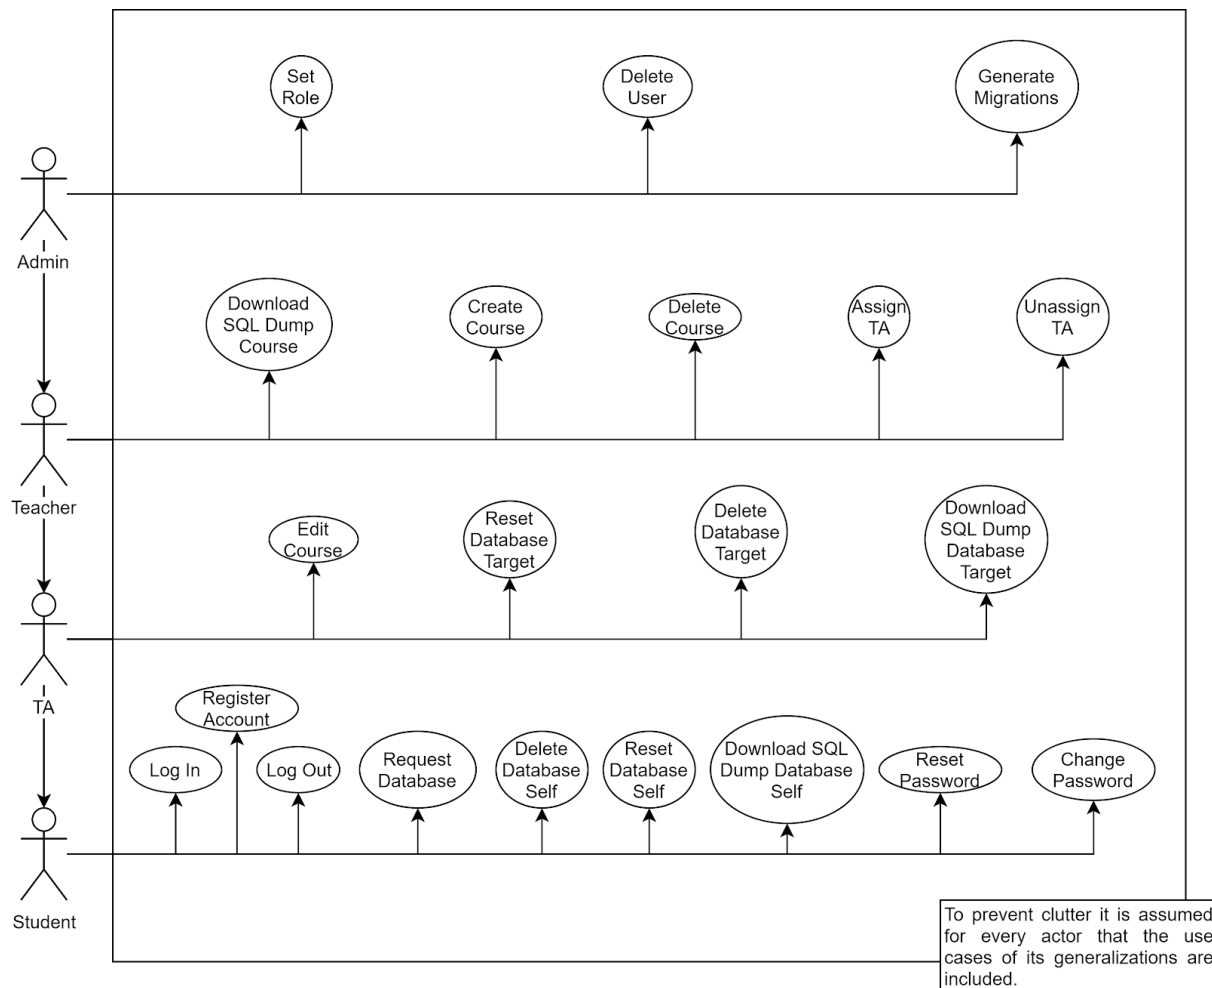 Set
Role
Delete
User
Generate
Migrations
Admin
Download
SQL Dump
Course
Create
Course
Delete
Course
Assign
TA
Unassign
TA
Teacher
Edit
Course
Reset
Database
Target
Delete
Database
Target
Download
SQL Dump
Database
Target
TA
Register
Account
Log In
Log Out
Request
Database
Delete
Database
Self
Reset
Database
Self
Download SQL
Dump Database
Self
Reset
Password
Change
Password
Student
To prevent clutter it is assumed
for every actor that the use
cases of its generalizations are
included.